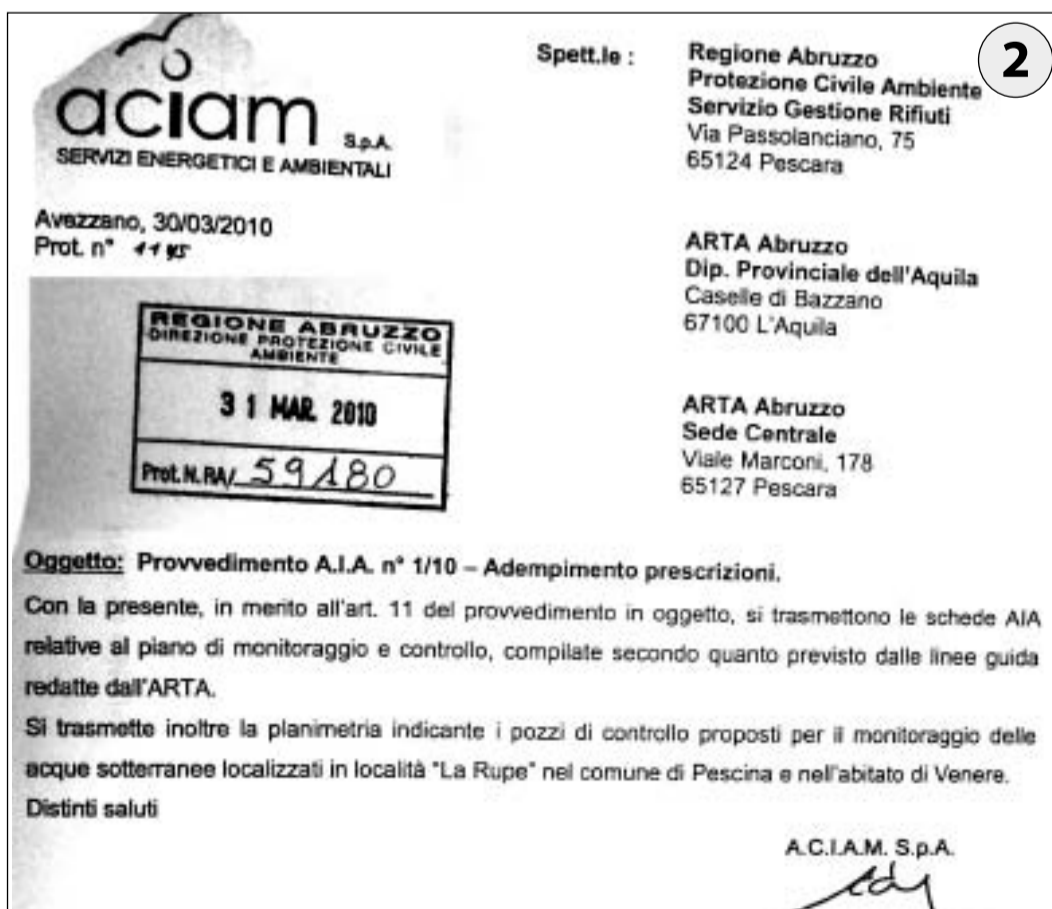 2
aciam S.p.A.
SERVIZI ENERGETICI E AMBIENTALI
Avezzano, 30/03/2010
Prot. n°
Spett.le :
Regione Abruzzo
Protezione Civile Ambiente
Servizio Gestione Rifiuti
Via Passolanciano, 75
65124 Pescara
ARTA Abruzzo
Dip. Provinciale dell'Aquila
Caselle di Bazzano
67100 L'Aquila
ARTA Abruzzo
Sede Centrale
Viale Marconi, 178
65127 Pescara
REGIONE ABRUZZO
DIREZIONE PROTEZIONE CIVILE
AMBIENTE
31 MAR. 2010
Prot.N.RA/ 59180
Oggetto: Provvedimento A.I.A. n° 1/10 – Adempimento prescrizioni.
Con la presente, in merito all'art. 11 del provvedimento in oggetto, si trasmettono le schede AIA
relative al piano di monitoraggio e controllo, compilate secondo quanto previsto dalle linee guida
redatte dall'ARTA.
Si trasmette inoltre la planimetria indicante i pozzi di controllo proposti per il monitoraggio delle
acque sotterranee localizzati in località "La Rupe" nel comune di Pescina e nell'abitato di Venere.
Distinti saluti
A.C.I.A.M. S.p.A.